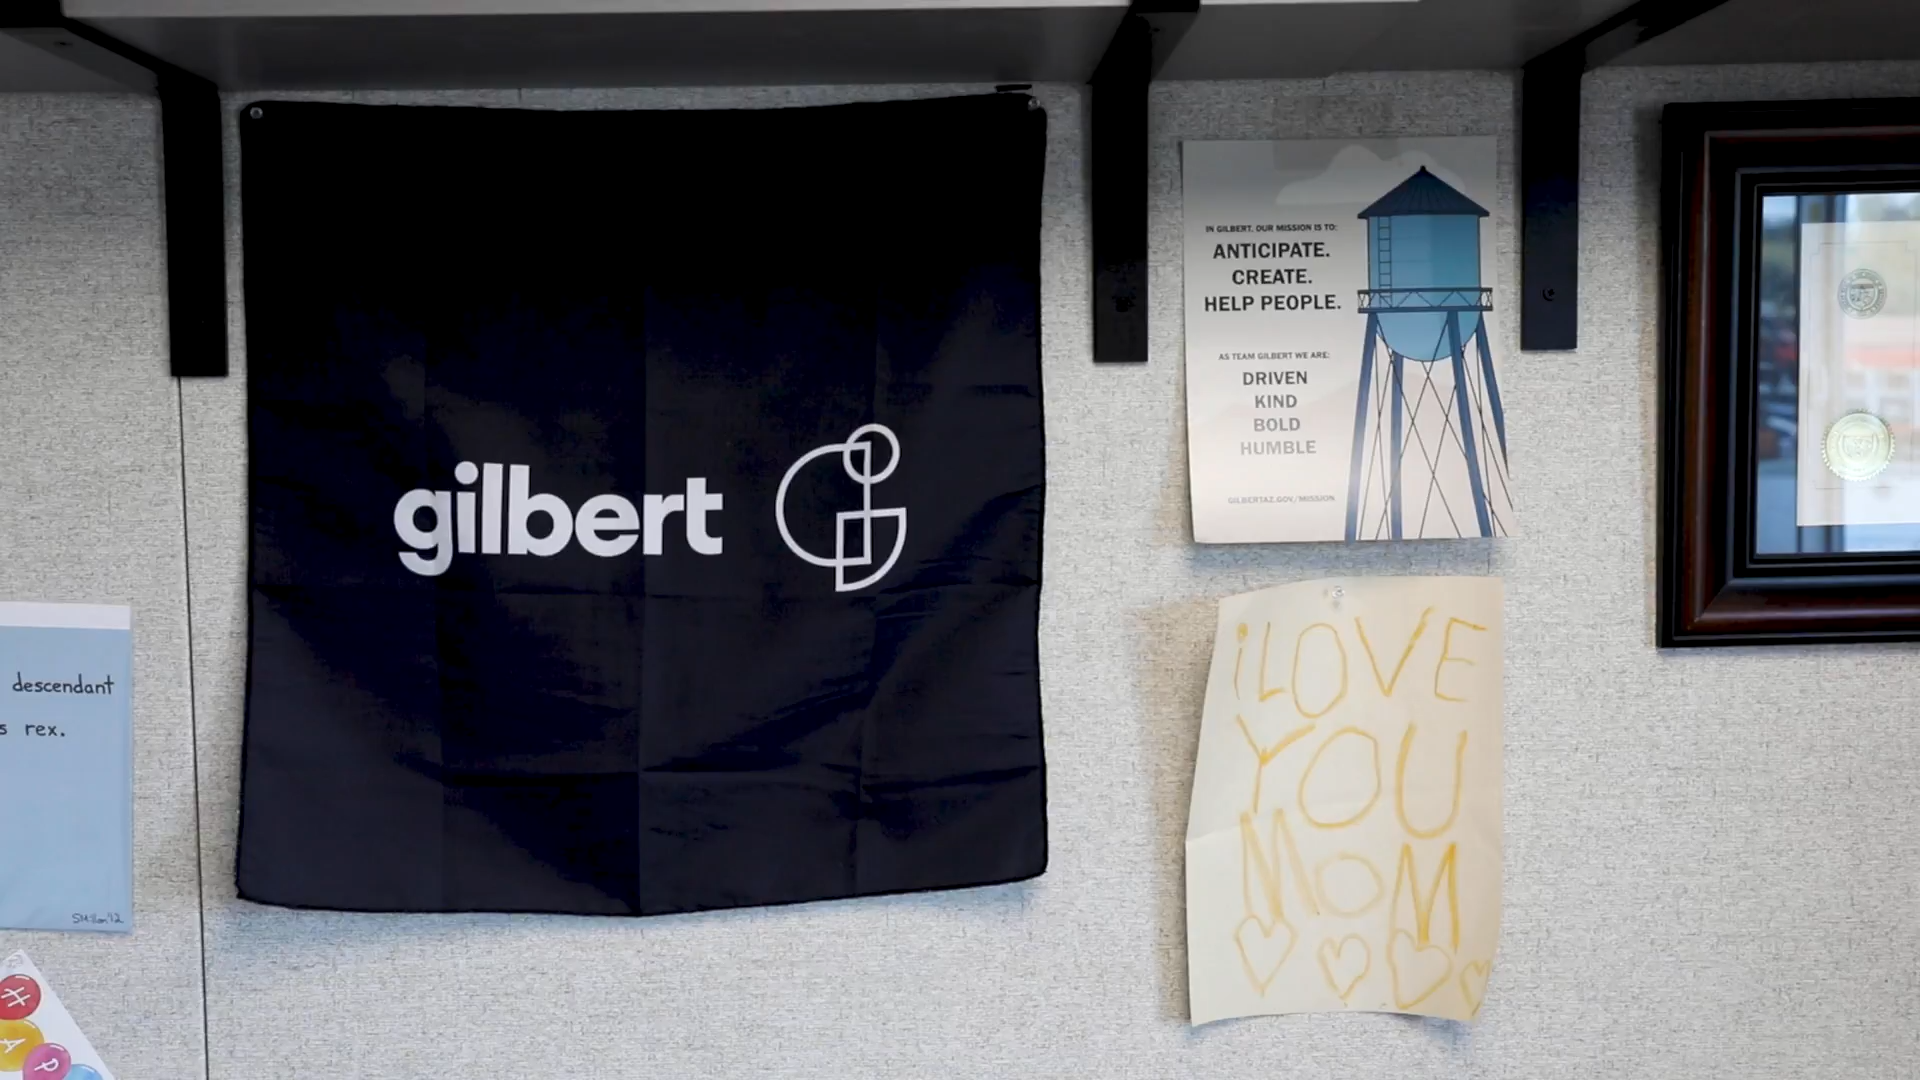 gilbert
IN GILBERT, OUR MISSION IS TO:
ANTICIPATE.
CREATE.
HELP PEOPLE.
AS TEAM GILBERT WE ARE:
DRIVEN
KIND
BOLD
HUMBLE
GILBERTAZ.GOV/MISSION
iLOVE
YOU
MOM
descendant
s rex.
H
A
P